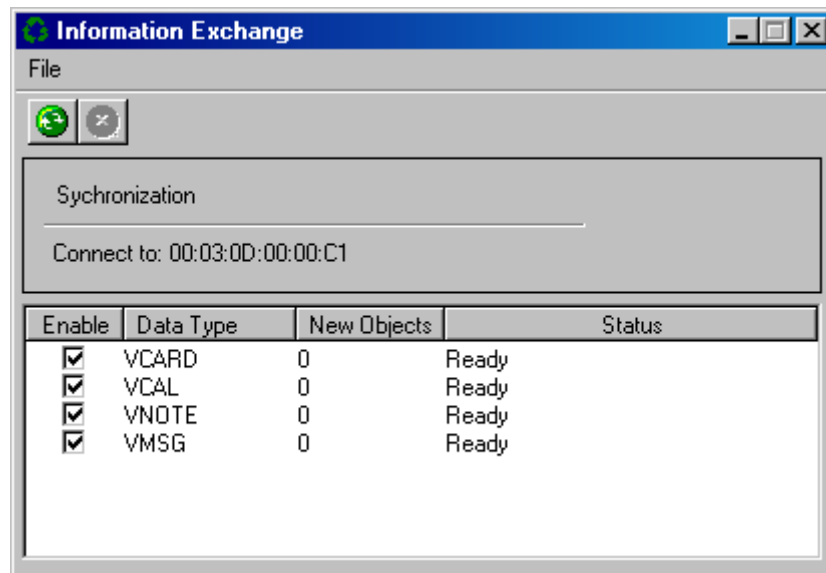 Information Exchange
File
Sychronization
Connect to: 00:03:0D:00:00:C1
Enable Data Type New Objects Status
VCARD 0 Ready
VCAL 0 Ready
VNOTE 0 Ready
VMSG 0 Ready